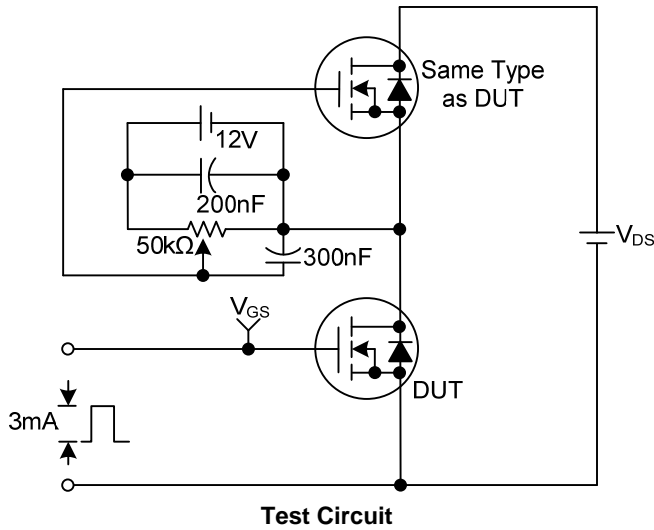 Same Type
as DUT
12V
200nF
50kΩ
300nF
V_DS
V_GS
DUT
3mA
Test Circuit